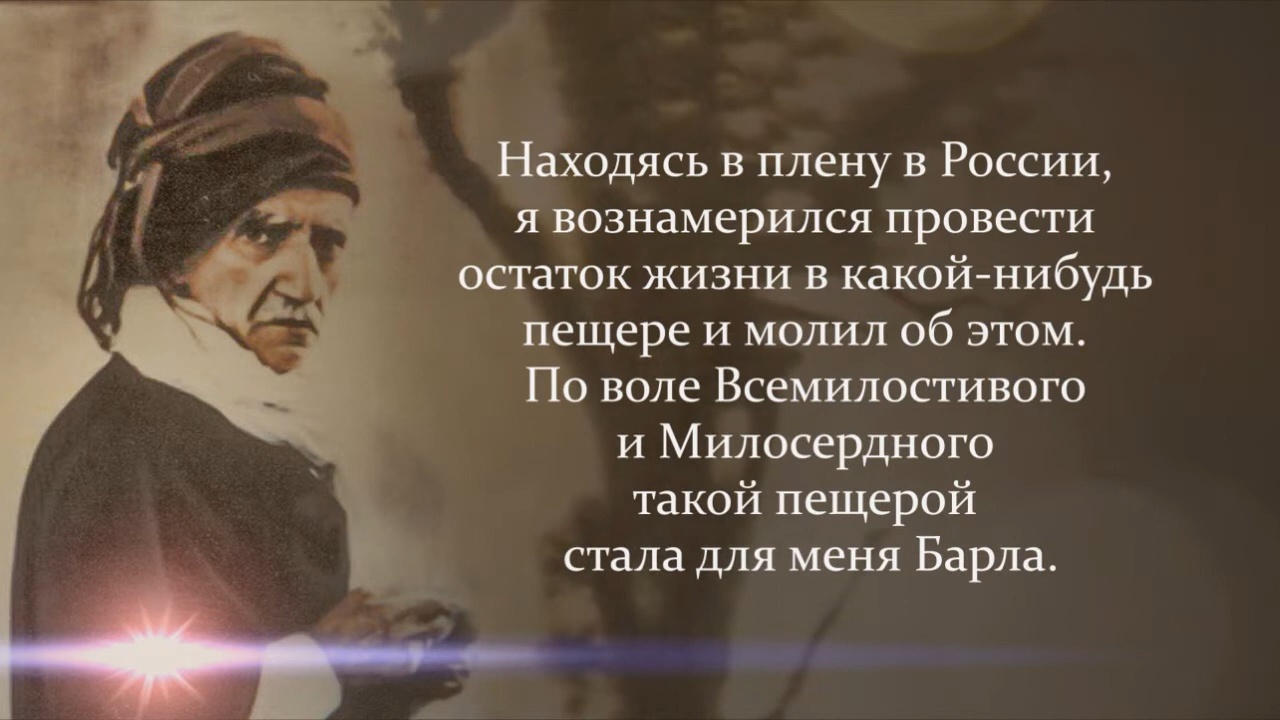 Находясь в плену в России,
я вознамерился провести
остаток жизни в какой-нибудь
пещере и молил об этом.
По воле Всемилостивого
и Милосердного
такой пещерой
стала для меня Барла.